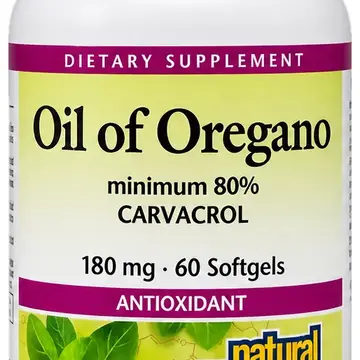 DIETARY SUPPLEMENT
Oil of Oregano
minimum 80%
CARVACROL
180 mg · 60 Softgels
ANTIOXIDANT
natural